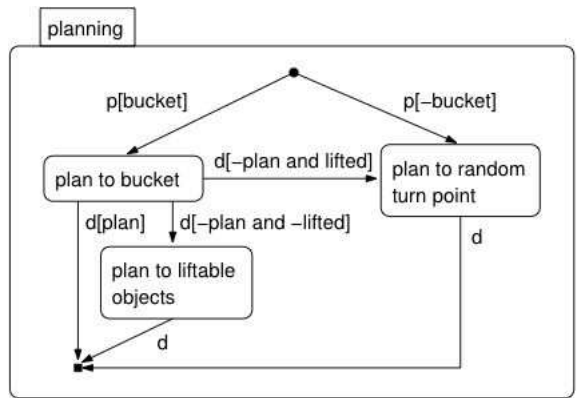 planning
p[bucket]
p[−bucket]
d[−plan and lifted]
plan to bucket
plan to random
turn point
d[plan]
d[−plan and −lifted]
d
plan to liftable
objects
d